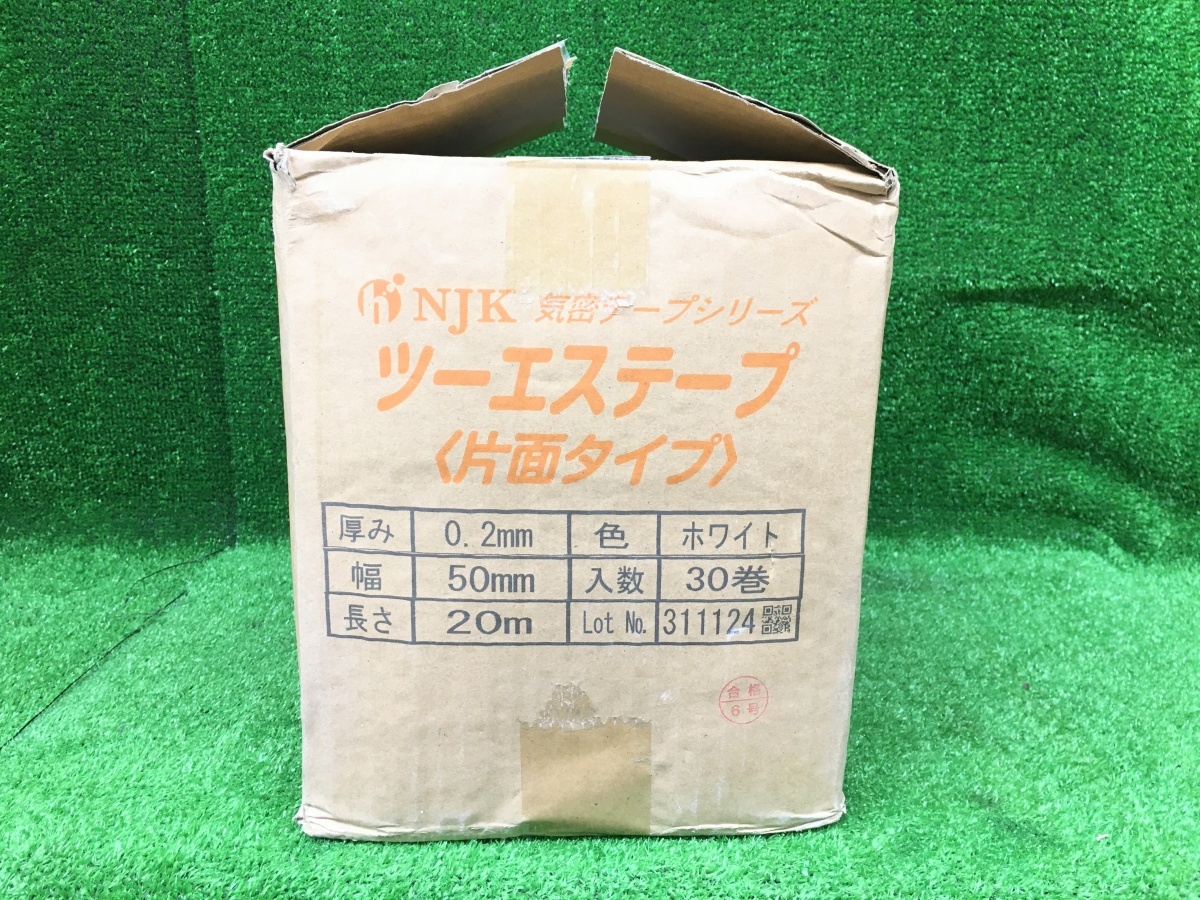 NJK 気密テープシリーズ
ツーエステープ
〈片面タイプ〉
厚み 0.2mm 色 ホワイト
幅 50mm 入数 30巻
長さ 20m Lot No. 311124
合格
6号